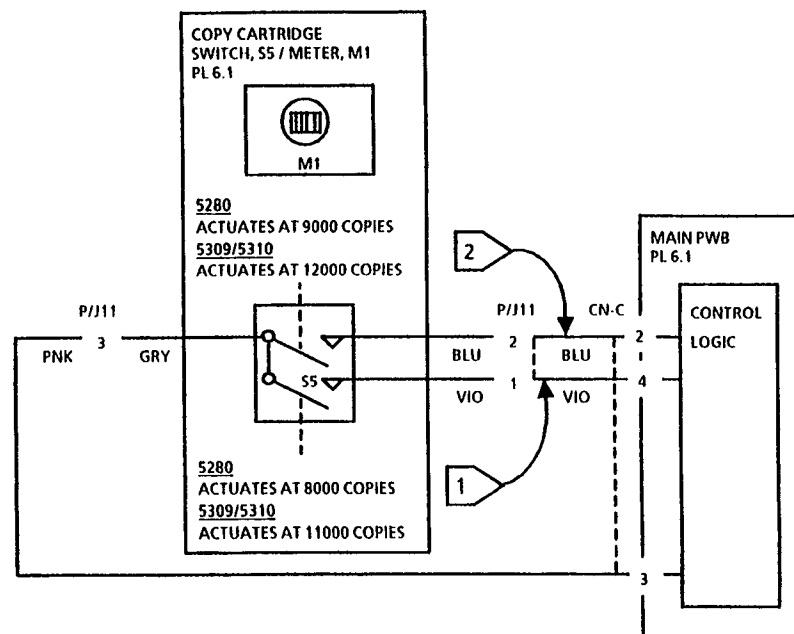 COPY CARTRIDGE
SWITCH, S5 / METER, M1
PL 6.1
M1
5280
ACTUATES AT 9000 COPIES
5309/5310
ACTUATES AT 12000 COPIES
2
MAIN PWB
PL 6.1
P/J11
P/J11
CN-C
CONTROL
LOGIC
3
2
2
PNK
GRY
BLU
BLU
S5
1
4
VIO
VIO
5280
ACTUATES AT 8000 COPIES
5309/5310
ACTUATES AT 11000 COPIES
1
3